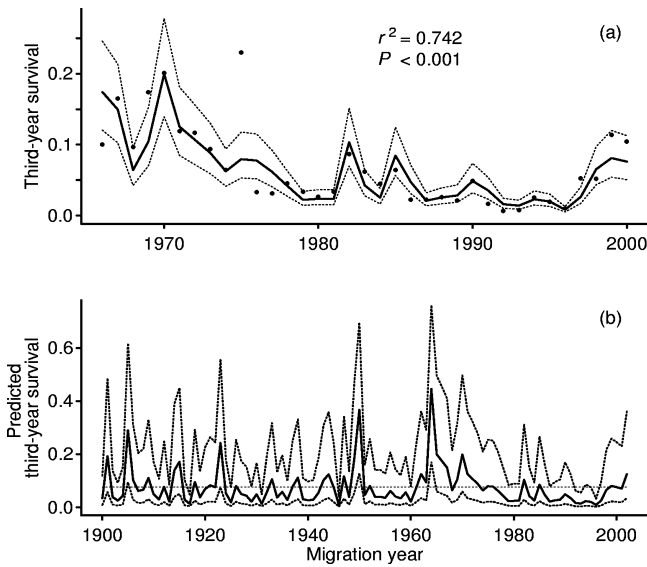 (a)
r² = 0.742
P < 0.001
Third-year survival
0.2
0.1
0.0
1970 1980 1990 2000
(b)
Predicted
third-year survival
0.6
0.4
0.2
0.0
1900 1920 1940 1960 1980 2000
Migration year